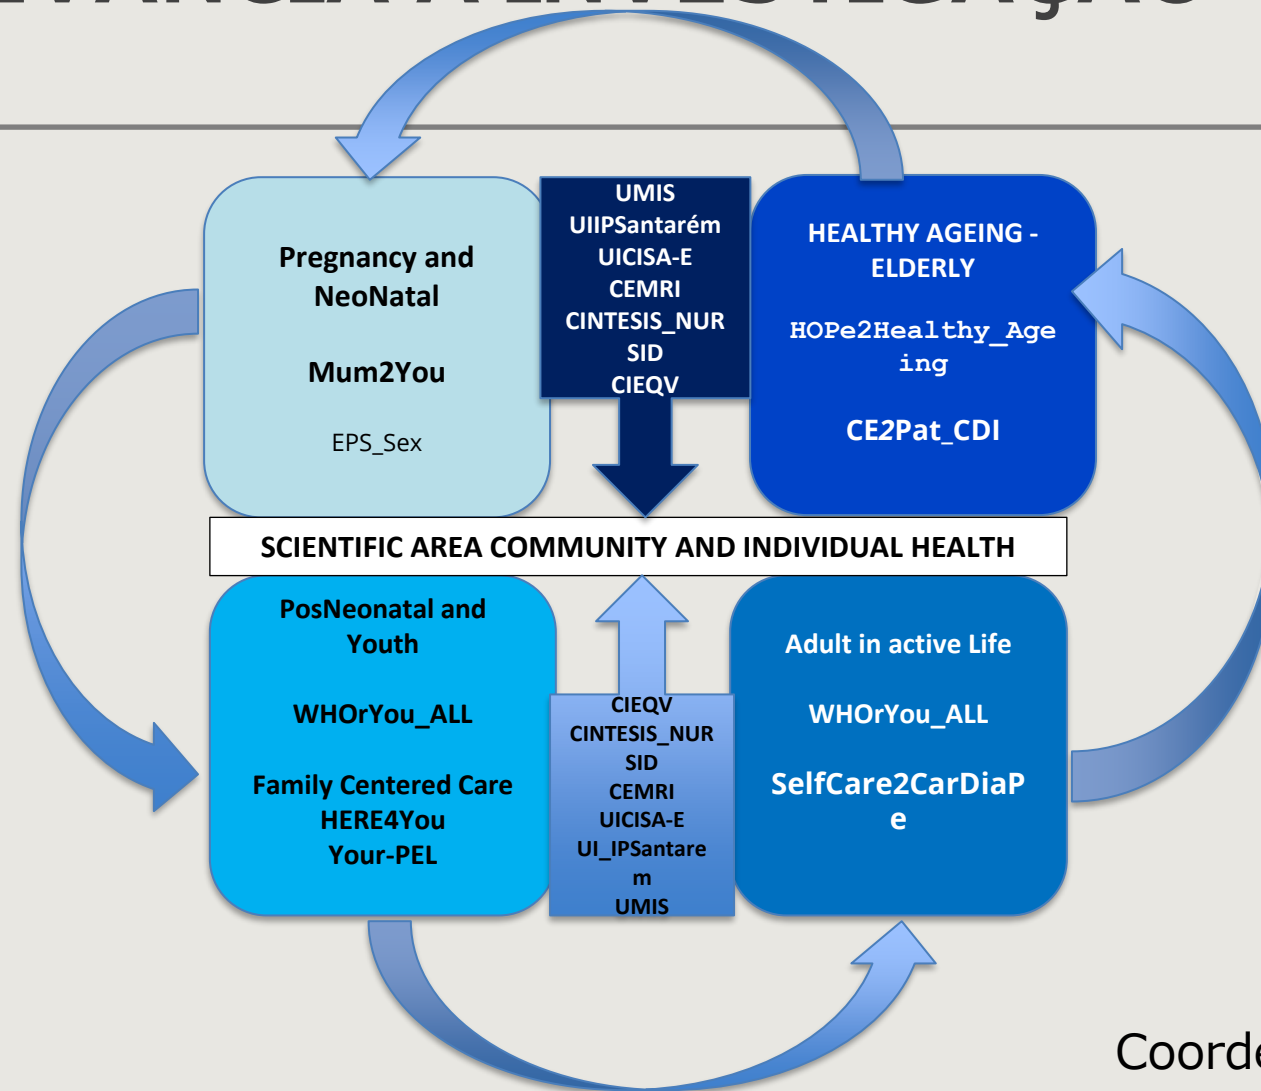 Pregnancy and
NeoNatal
Mum2You
EPS_Sex
UMIS
UIIPSantarém
UICISA-E
CEMRI
CINTESIS_NUR
SID
CIEQV
HEALTHY AGEING -
ELDERLY
HOPe2Healthy_Age
ing
CE2Pat_CDI
SCIENTIFIC AREA COMMUNITY AND INDIVIDUAL HEALTH
PosNeonatal and
Youth
WHOrYou_ALL
Family Centered Care
HERE4You
Your-PEL
CIEQV
CINTESIS_NUR
SID
CEMRI
UICISA-E
UI_IPSantare
m
UMIS
Adult in active Life
WHOrYou_ALL
SelfCare2CarDiaP
e
Coorde